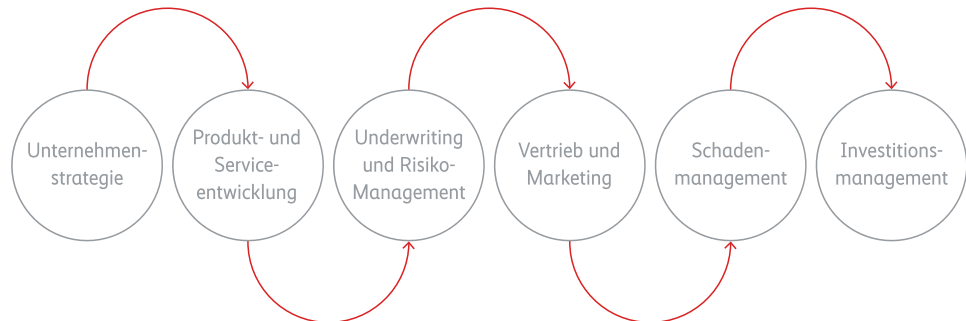 Unternehmen-
strategie
Produkt- und
Service-
entwicklung
Underwriting
und Risiko-
Management
Vertrieb und
Marketing
Schaden-
management
Investitions-
management